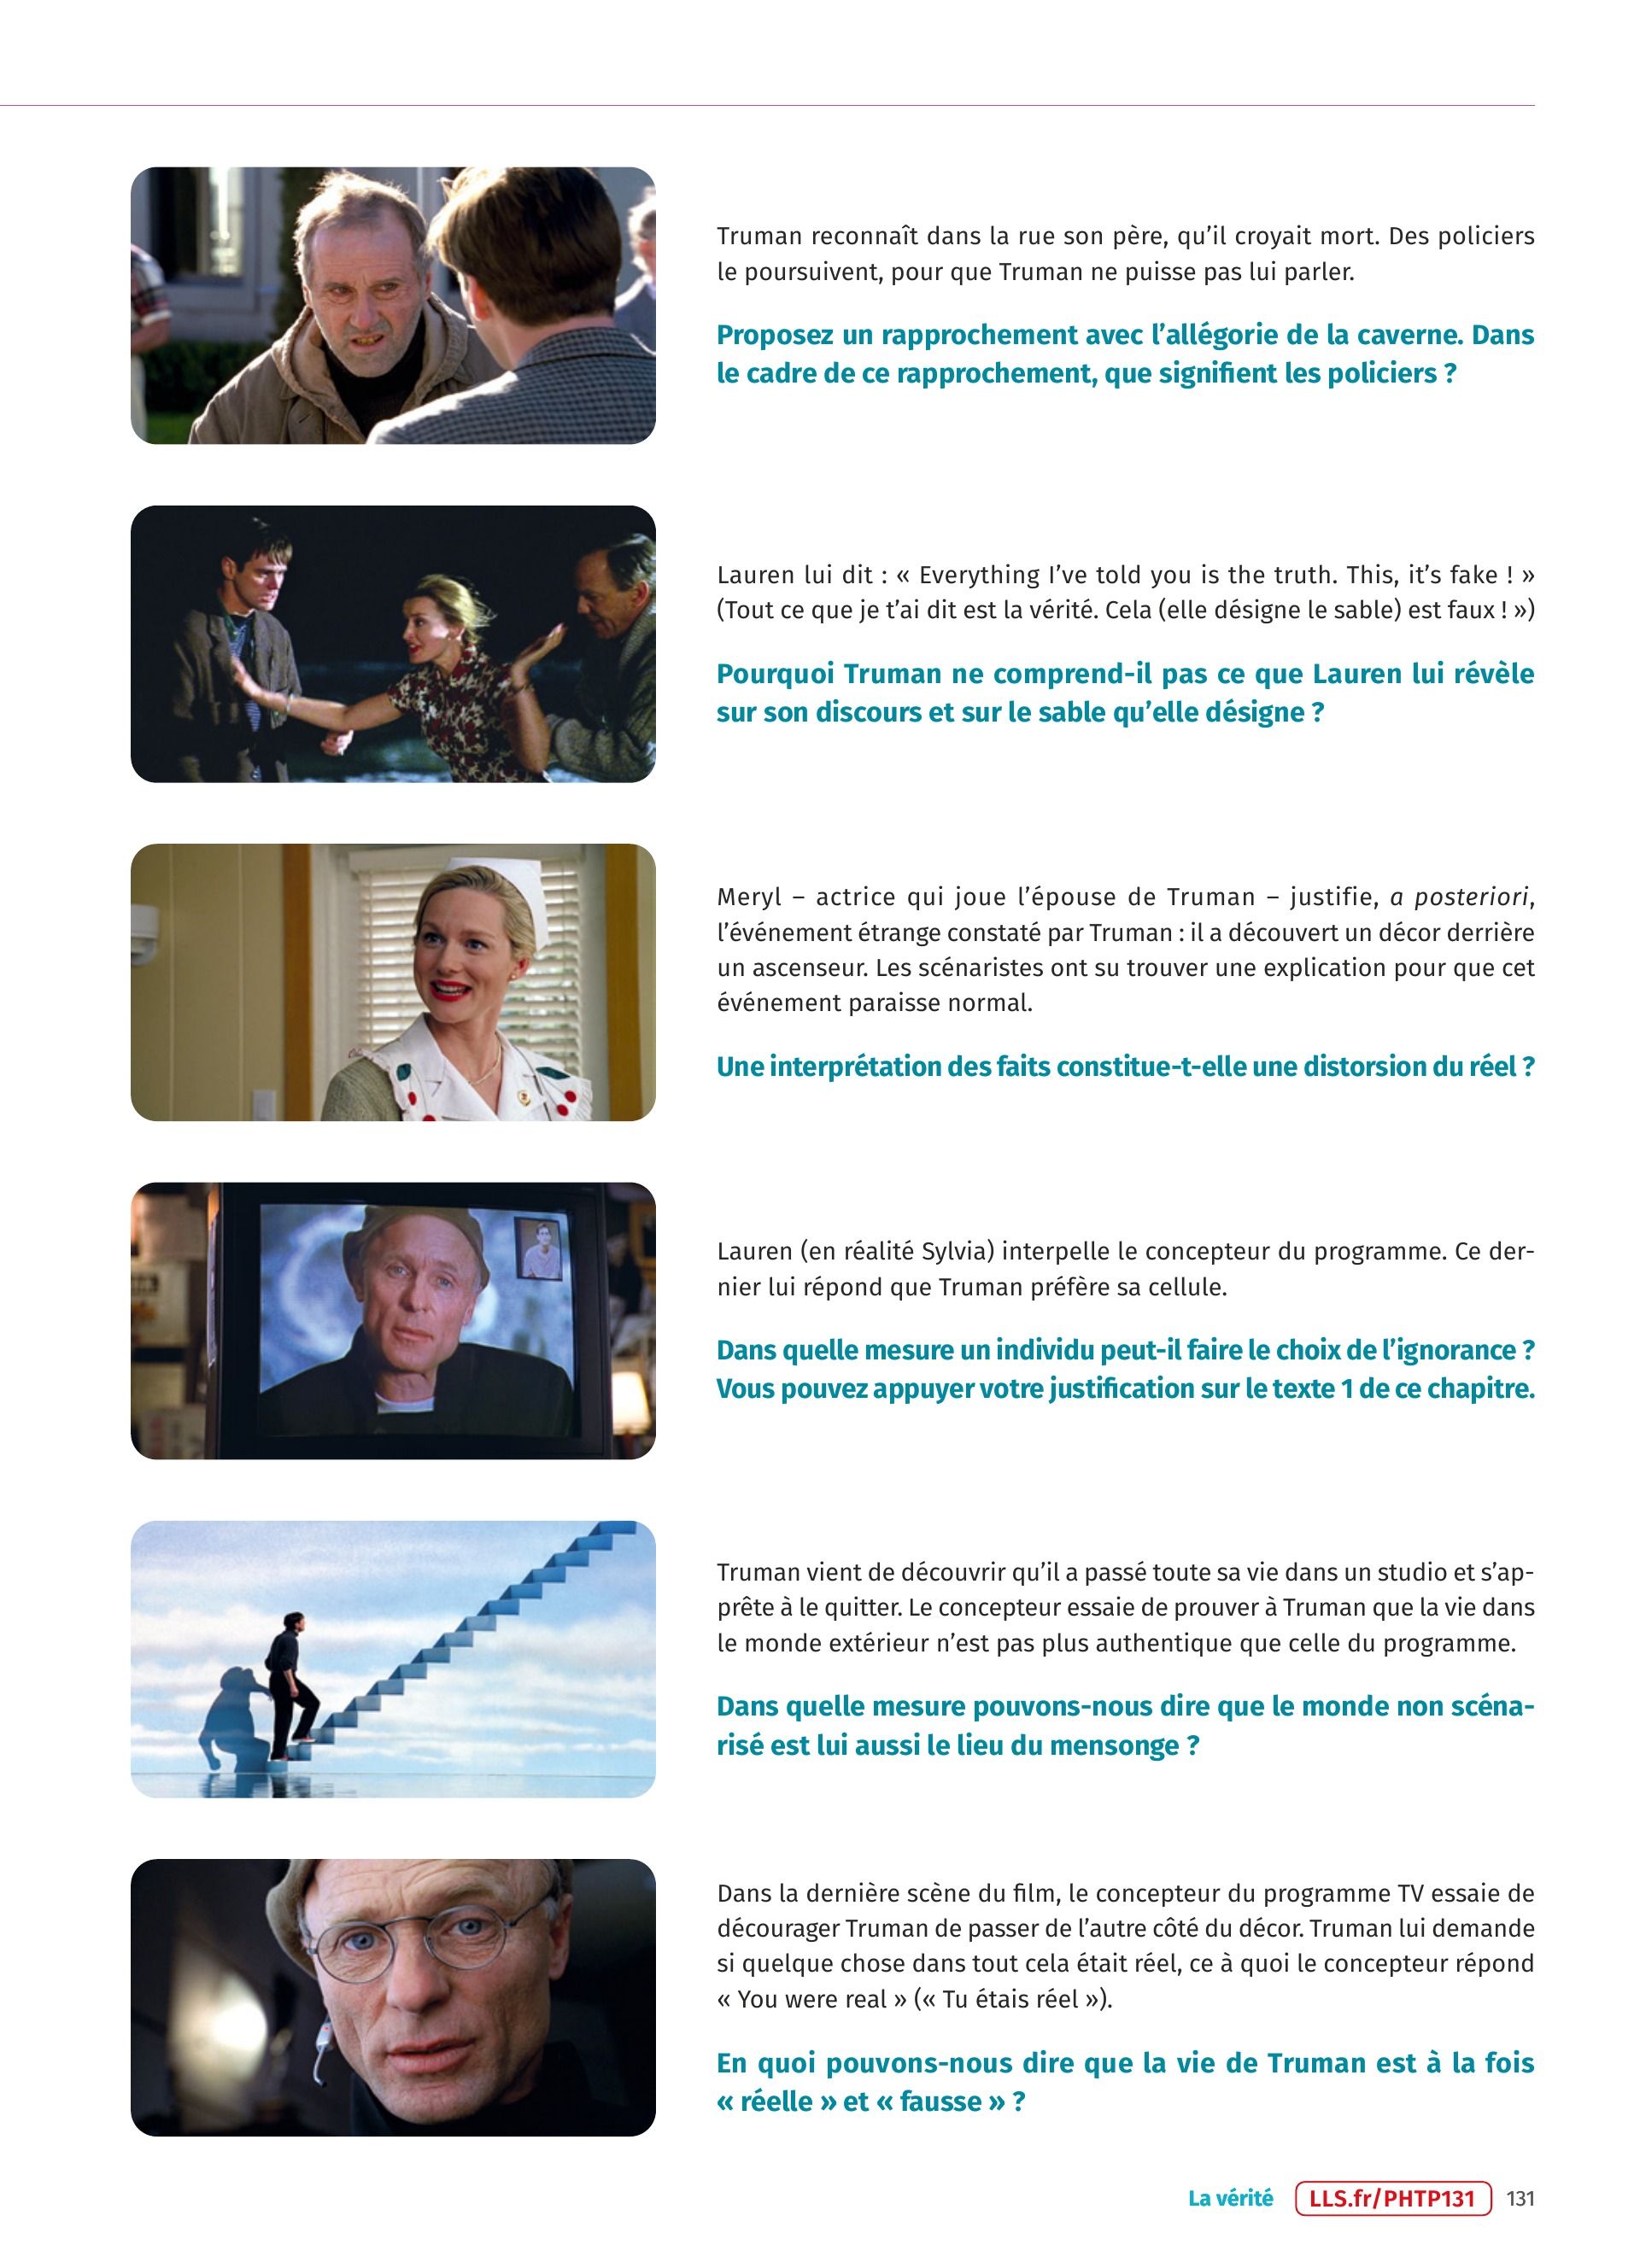 Truman reconnaît dans la rue son père, qu’il croyait mort. Des policiers
le poursuivent, pour que Truman ne puisse pas lui parler.
Proposez un rapprochement avec l’allégorie de la caverne. Dans
le cadre de ce rapprochement, que signifient les policiers ?
Lauren lui dit : « Everything I’ve told you is the truth. This, it’s fake ! »
(Tout ce que je t’ai dit est la vérité. Cela (elle désigne le sable) est faux ! »)
Pourquoi Truman ne comprend-il pas ce que Lauren lui révèle
sur son discours et sur le sable qu’elle désigne ?
Meryl – actrice qui joue l’épouse de Truman – justifie, a posteriori,
l’événement étrange constaté par Truman : il a découvert un décor derrière
un ascenseur. Les scénaristes ont su trouver une explication pour que cet
événement paraisse normal.
Une interprétation des faits constitue-t-elle une distorsion du réel ?
Lauren (en réalité Sylvia) interpelle le concepteur du programme. Ce der-
nier lui répond que Truman préfère sa cellule.
Dans quelle mesure un individu peut-il faire le choix de l’ignorance ?
Vous pouvez appuyer votre justification sur le texte 1 de ce chapitre.
Truman vient de découvrir qu’il a passé toute sa vie dans un studio et s’ap-
prête à le quitter. Le concepteur essaie de prouver à Truman que la vie dans
le monde extérieur n’est pas plus authentique que celle du programme.
Dans quelle mesure pouvons-nous dire que le monde non scéna-
risé est lui aussi le lieu du mensonge ?
Dans la dernière scène du film, le concepteur du programme TV essaie de
décourager Truman de passer de l’autre côté du décor. Truman lui demande
si quelque chose dans tout cela était réel, ce à quoi le concepteur répond
« You were real » (« Tu étais réel »).
En quoi pouvons-nous dire que la vie de Truman est à la fois
« réelle » et « fausse » ?
La vérité LLS.fr/PHTP131 131